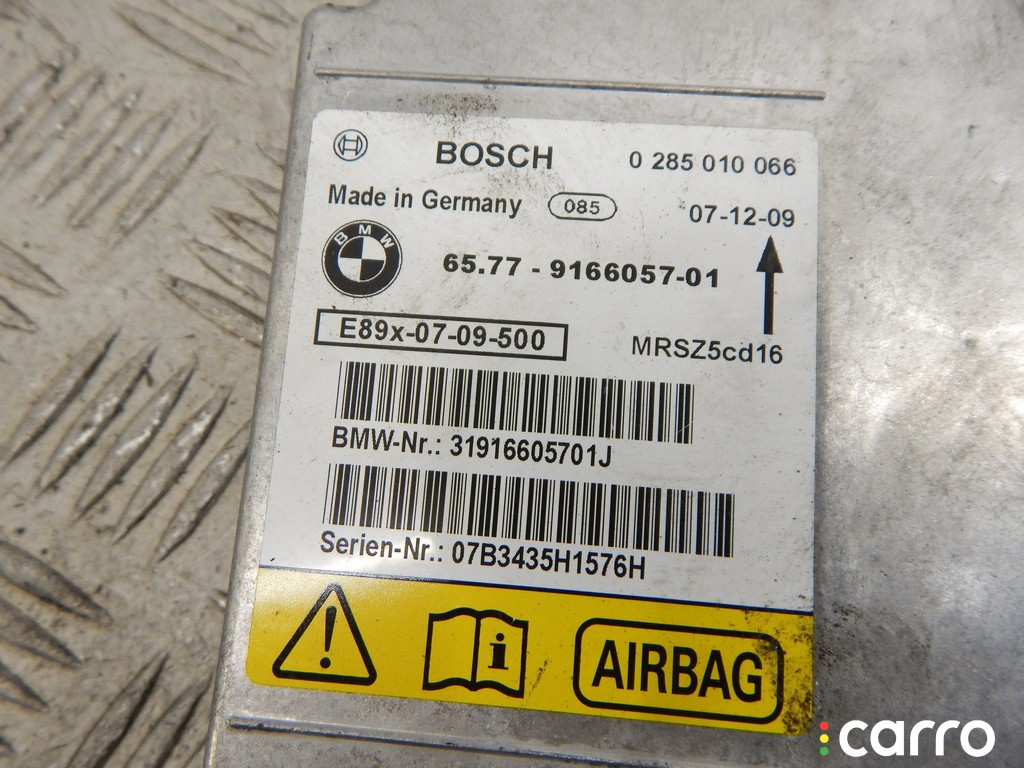 BOSCH 0 285 010 066
Made in Germany 085 07-12-09
BMW 65.77 - 9166057-01
E89x-07-09-500 MRSZ5cd16
BMW-Nr.: 31916605701J
Serien-Nr.: 07B3435H1576H
AIRBAG
carro